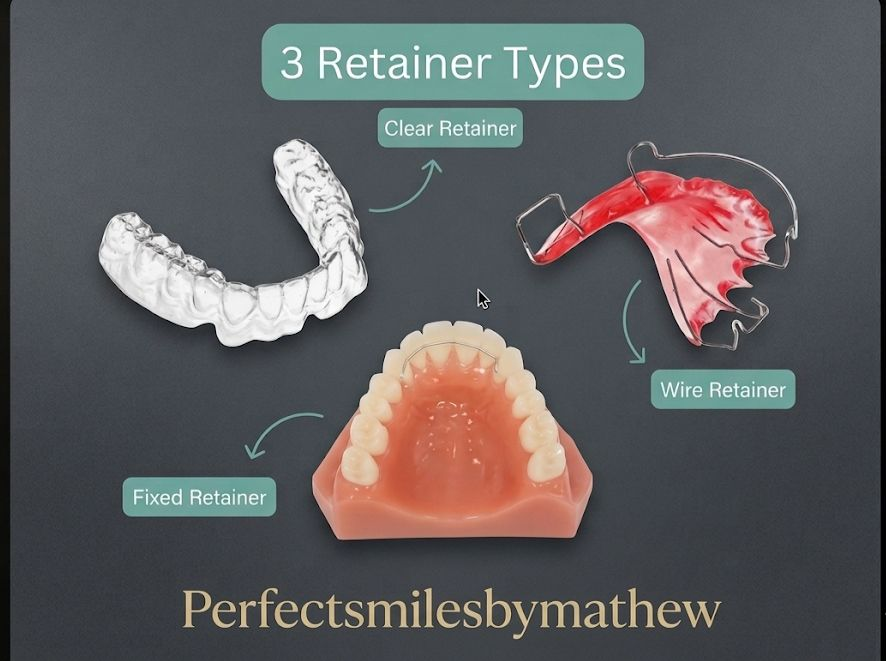 3 Retainer Types
Clear Retainer
Wire Retainer
Fixed Retainer
Perfectsmilesbymathew